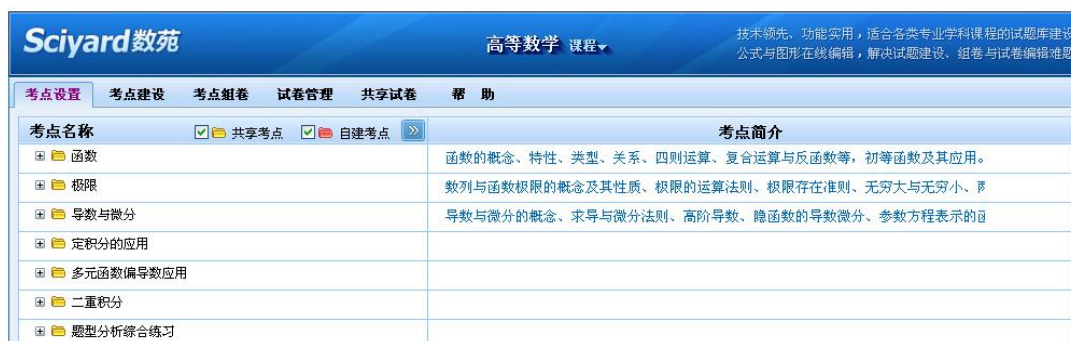 Sciyard数苑
高等数学 课程
技术领先、功能实用，适合各类专业学科课程的试题库建设
公式与图形在线编辑，解决试题建设、组卷与试卷编辑难题
考点设置 考点建设 考点组卷 试卷管理 共享试卷 帮 助
考点名称 共享考点 自建考点 考点简介
函数 函数的概念、特性、类型、关系、四则运算、复合运算与反函数等，初等函数及其应用。
极限 数列与函数极限的概念及其性质、极限的运算法则、极限存在准则、无穷大与无穷小、
导数与微分 导数与微分的概念、求导与微分法则、高阶导数、隐函数的导数微分、参数方程表示的
定积分的应用
多元函数偏导数应用
二重积分
题型分析综合练习